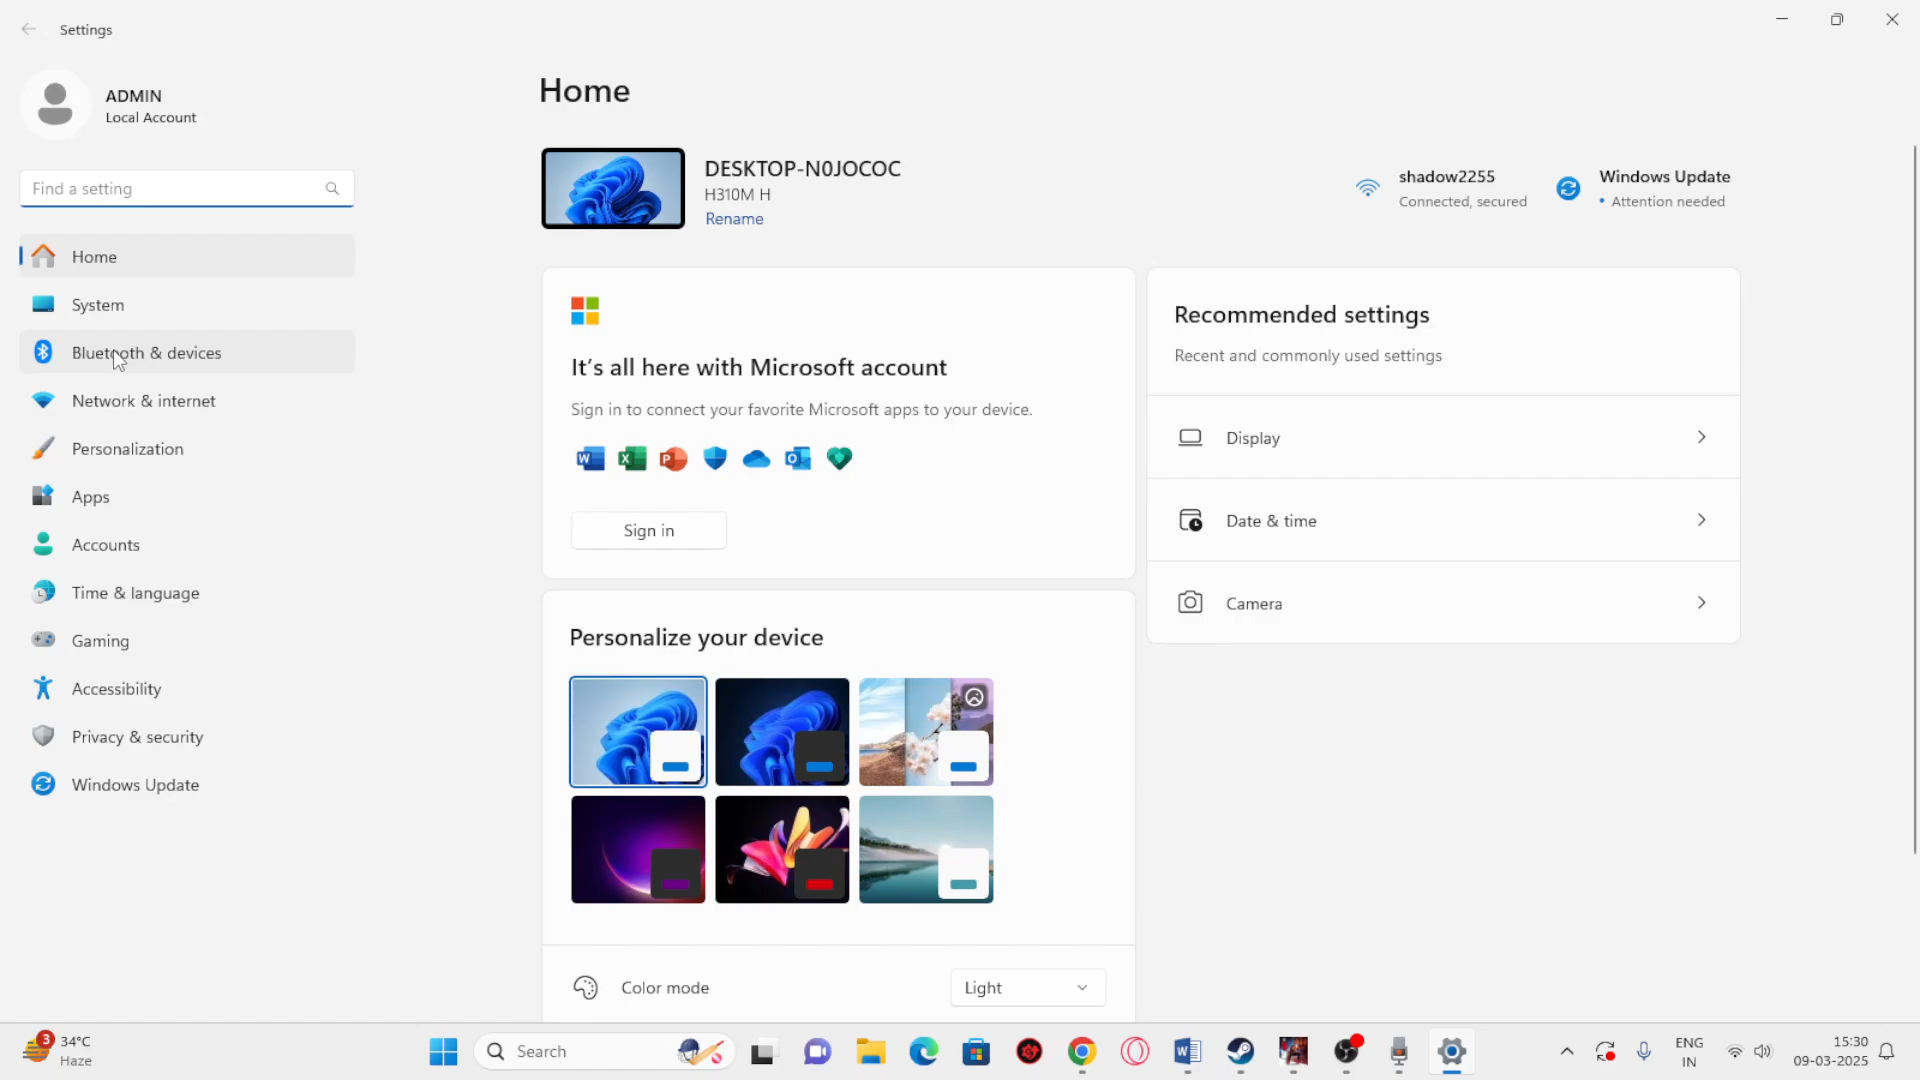 Settings
ADMIN
Local Account
Find a setting
Home
System
Bluetooth & devices
Network & internet
Personalization
Apps
Accounts
Time & language
Gaming
Accessibility
Privacy & security
Windows Update
Home
DESKTOP-N0JOCOC
H310M H
Rename
shadow2255
Connected, secured
Windows Update
• Attention needed
It's all here with Microsoft account
Sign in to connect your favorite Microsoft apps to your device.
Sign in
Personalize your device
Color mode
Light
Recommended settings
Recent and commonly used settings
Display
Date & time
Camera
3
34°C
Haze
Search
ENG
IN
15:30
09-03-2025